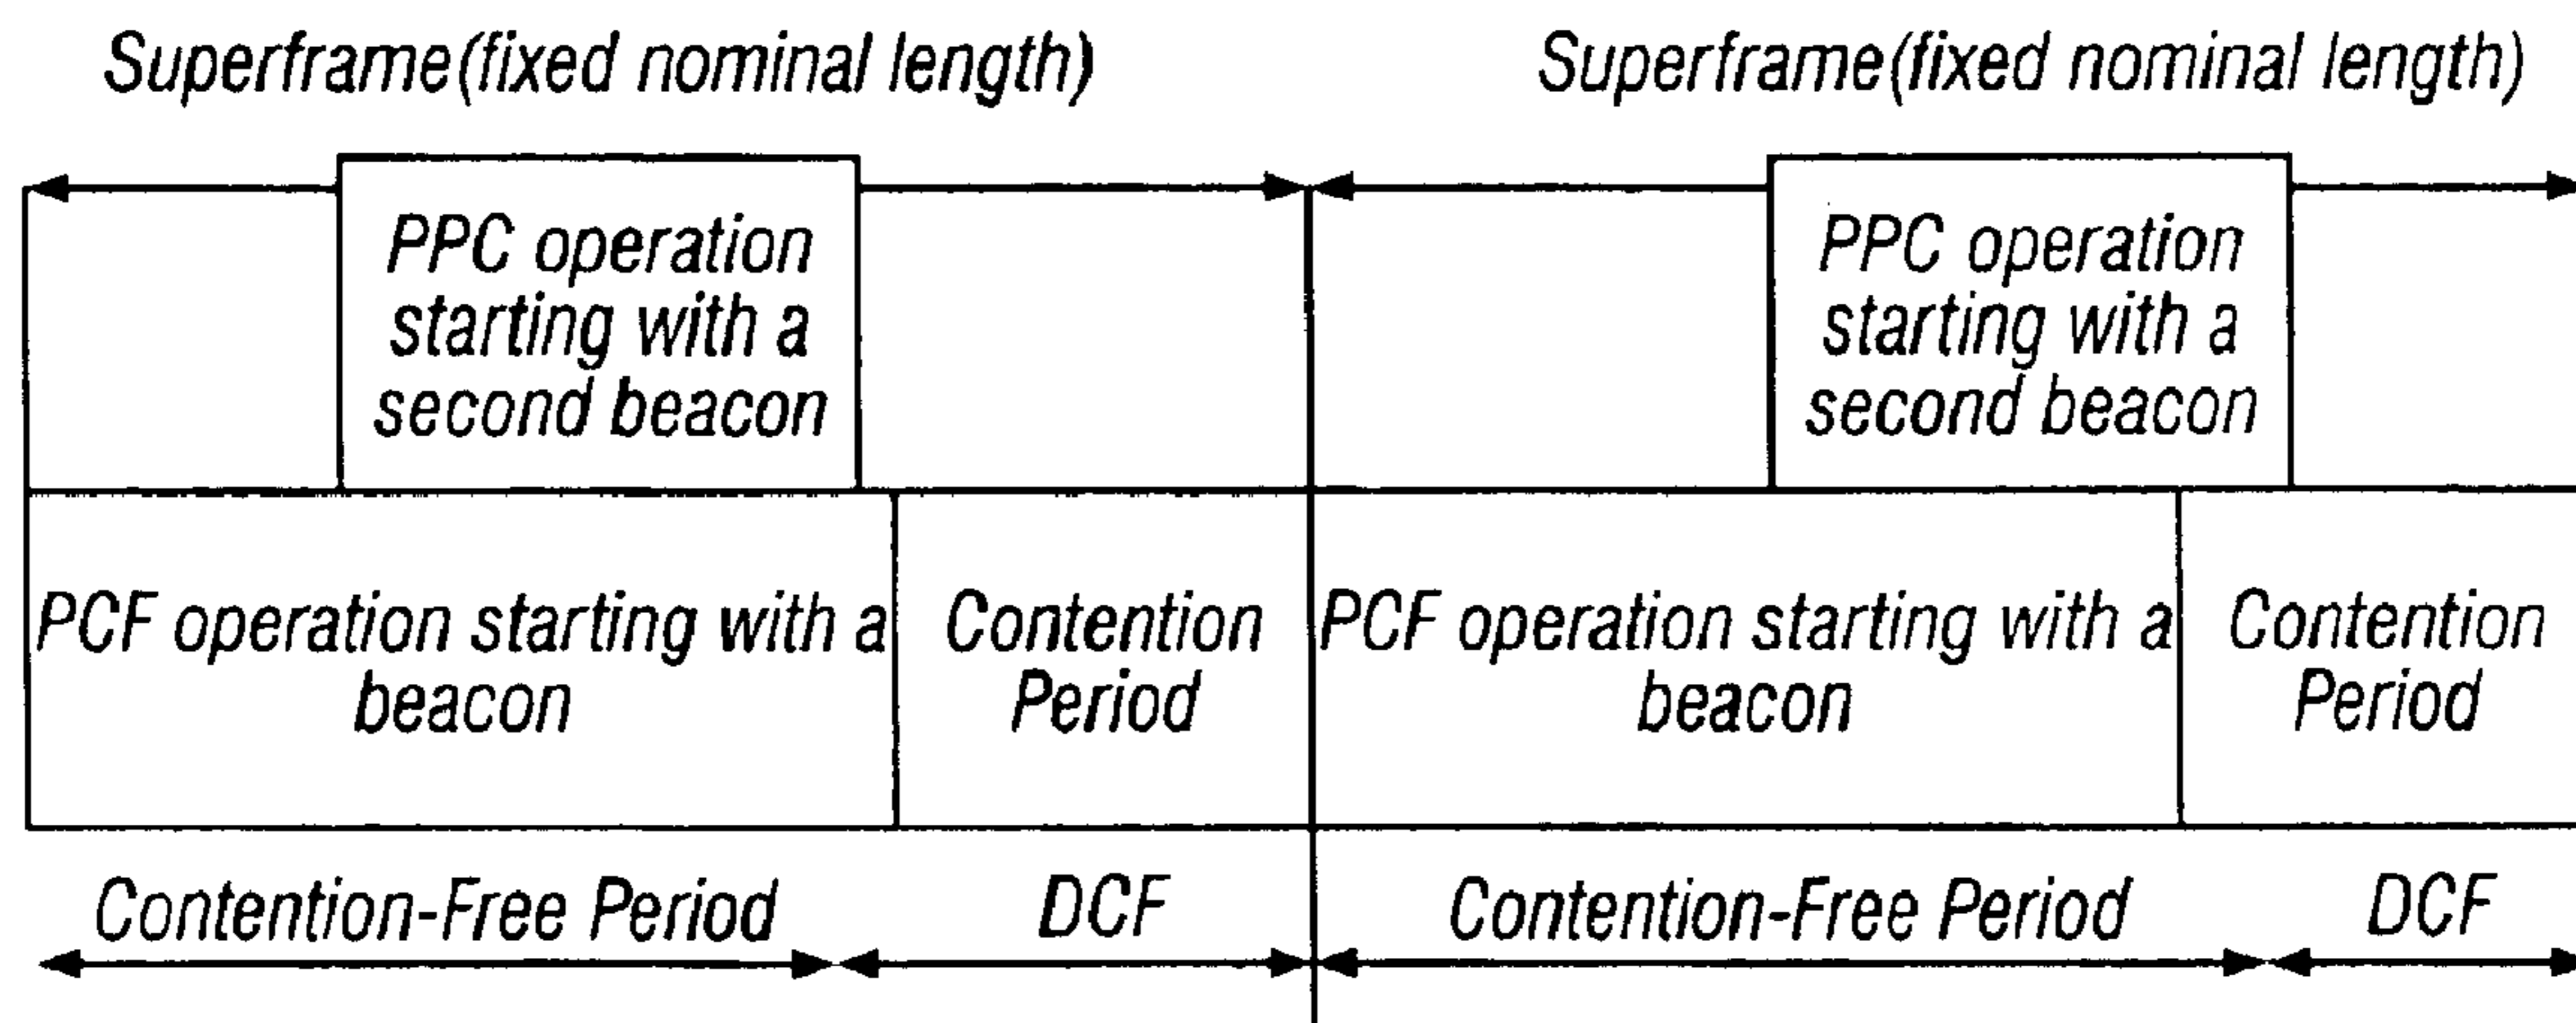 Superframe(fixed nominal length)
Superframe(fixed nominal length)
PPC operation
starting with a
second beacon
PPC operation
starting with a
second beacon
PCF operation starting with a
beacon
Contention
Period
PCF operation starting with a
beacon
Contention
Period
Contention-Free Period
DCF
Contention-Free Period
DCF